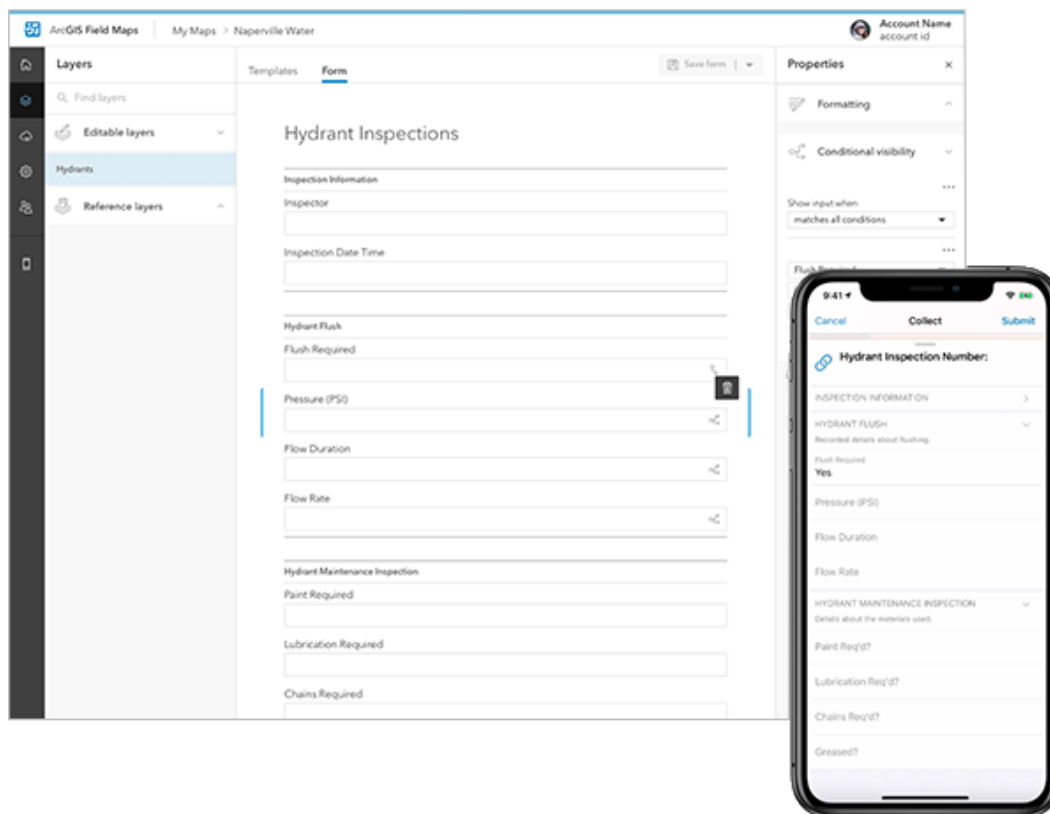 ArcGIS Field Maps
My Maps > Naperville Water
Account Name
account id
Layers
Find layers
Editable layers
Hydrants
Reference layers
Templates
Form
Save form
Hydrant Inspections
Inspection Information
Inspector
Inspection Date Time
Hydrant Flush
Flush Required
Pressure (PSI)
Flow Duration
Flow Rate
Hydrant Maintenance Inspection
Paint Required
Lubrication Required
Chains Required
Properties
Formatting
Conditional visibility
Show input when
matches all conditions
Flush Required
9:41
Cancel
Collect
Submit
Hydrant Inspection Number:
INSPECTION INFORMATION
HYDRANT FLUSH
Recorded details about flushing.
Flush Required
Yes
Pressure (PSI)
Flow Duration
Flow Rate
HYDRANT MAINTENANCE INSPECTION
Details about the materials used.
Paint Req'd?
Lubrication Req'd?
Chains Req'd?
Greased?